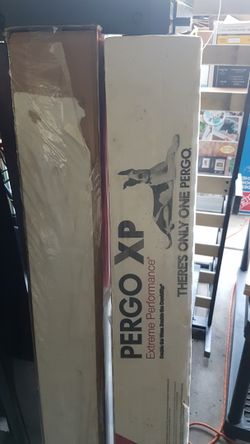 PERGO XP
Extreme Performance
THERE'S ONLY ONE PERGO.